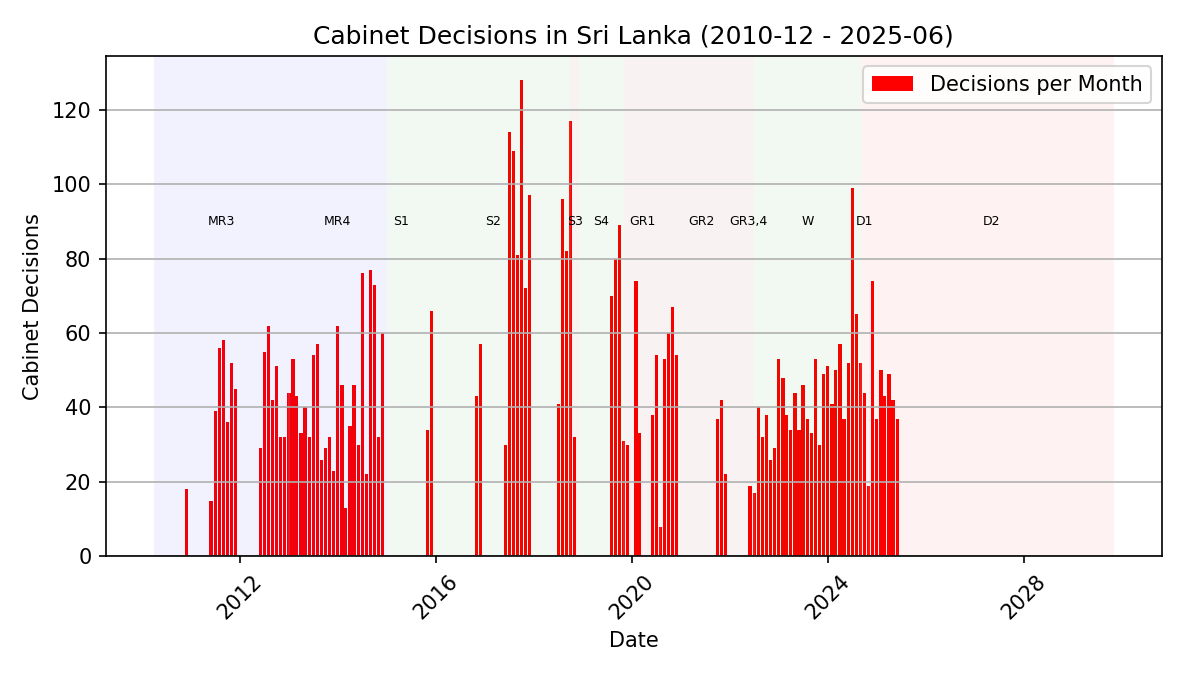 Cabinet Decisions in Sri Lanka (2010-12 - 2025-06)
Decisions per Month
120
100
80
60
40
20
0
Cabinet Decisions
MR3 MR4 S1 S2 S3 S4 GR1 GR2 GR3,4 W D1 D2
2012 2016 2020 2024 2028
Date